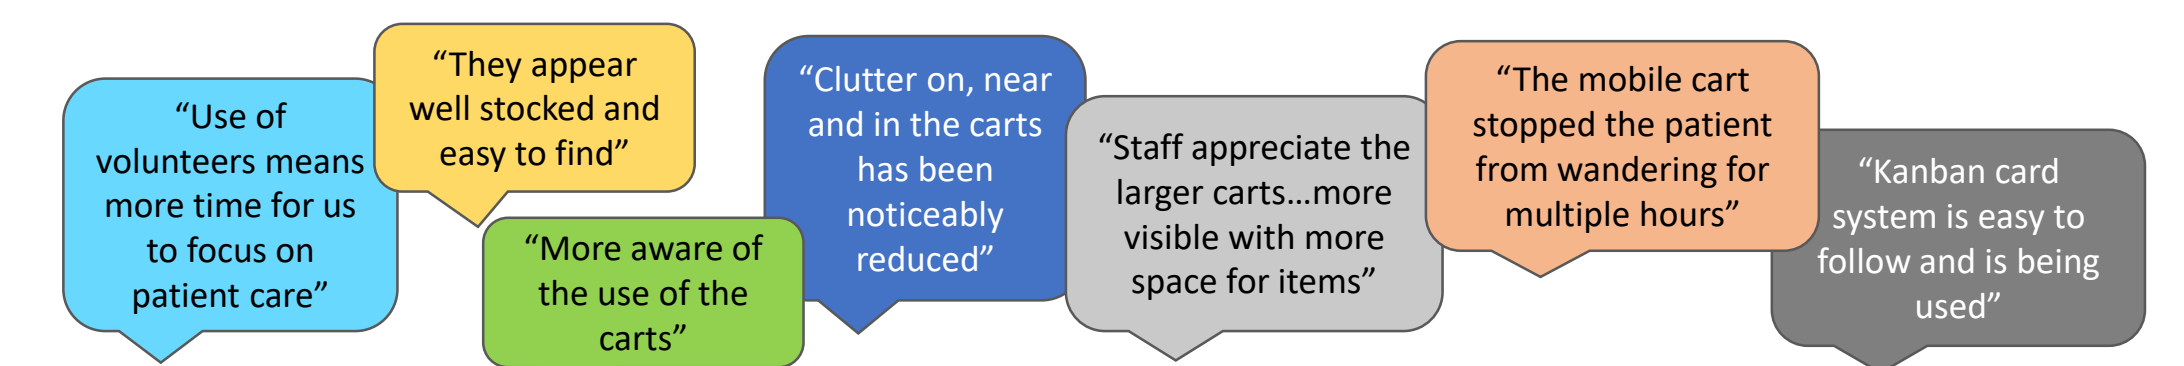 “Use of
volunteers means
more time for us
to focus on
patient care”
“They appear
well stocked and
easy to find”
“More aware of
the use of the
carts”
“Clutter on, near
and in the carts
has been
noticeably
reduced”
“Staff appreciate the
larger carts…more
visible with more
space for items”
“The mobile cart
stopped the patient
from wandering for
multiple hours”
“Kanban card
system is easy to
follow and is being
used”